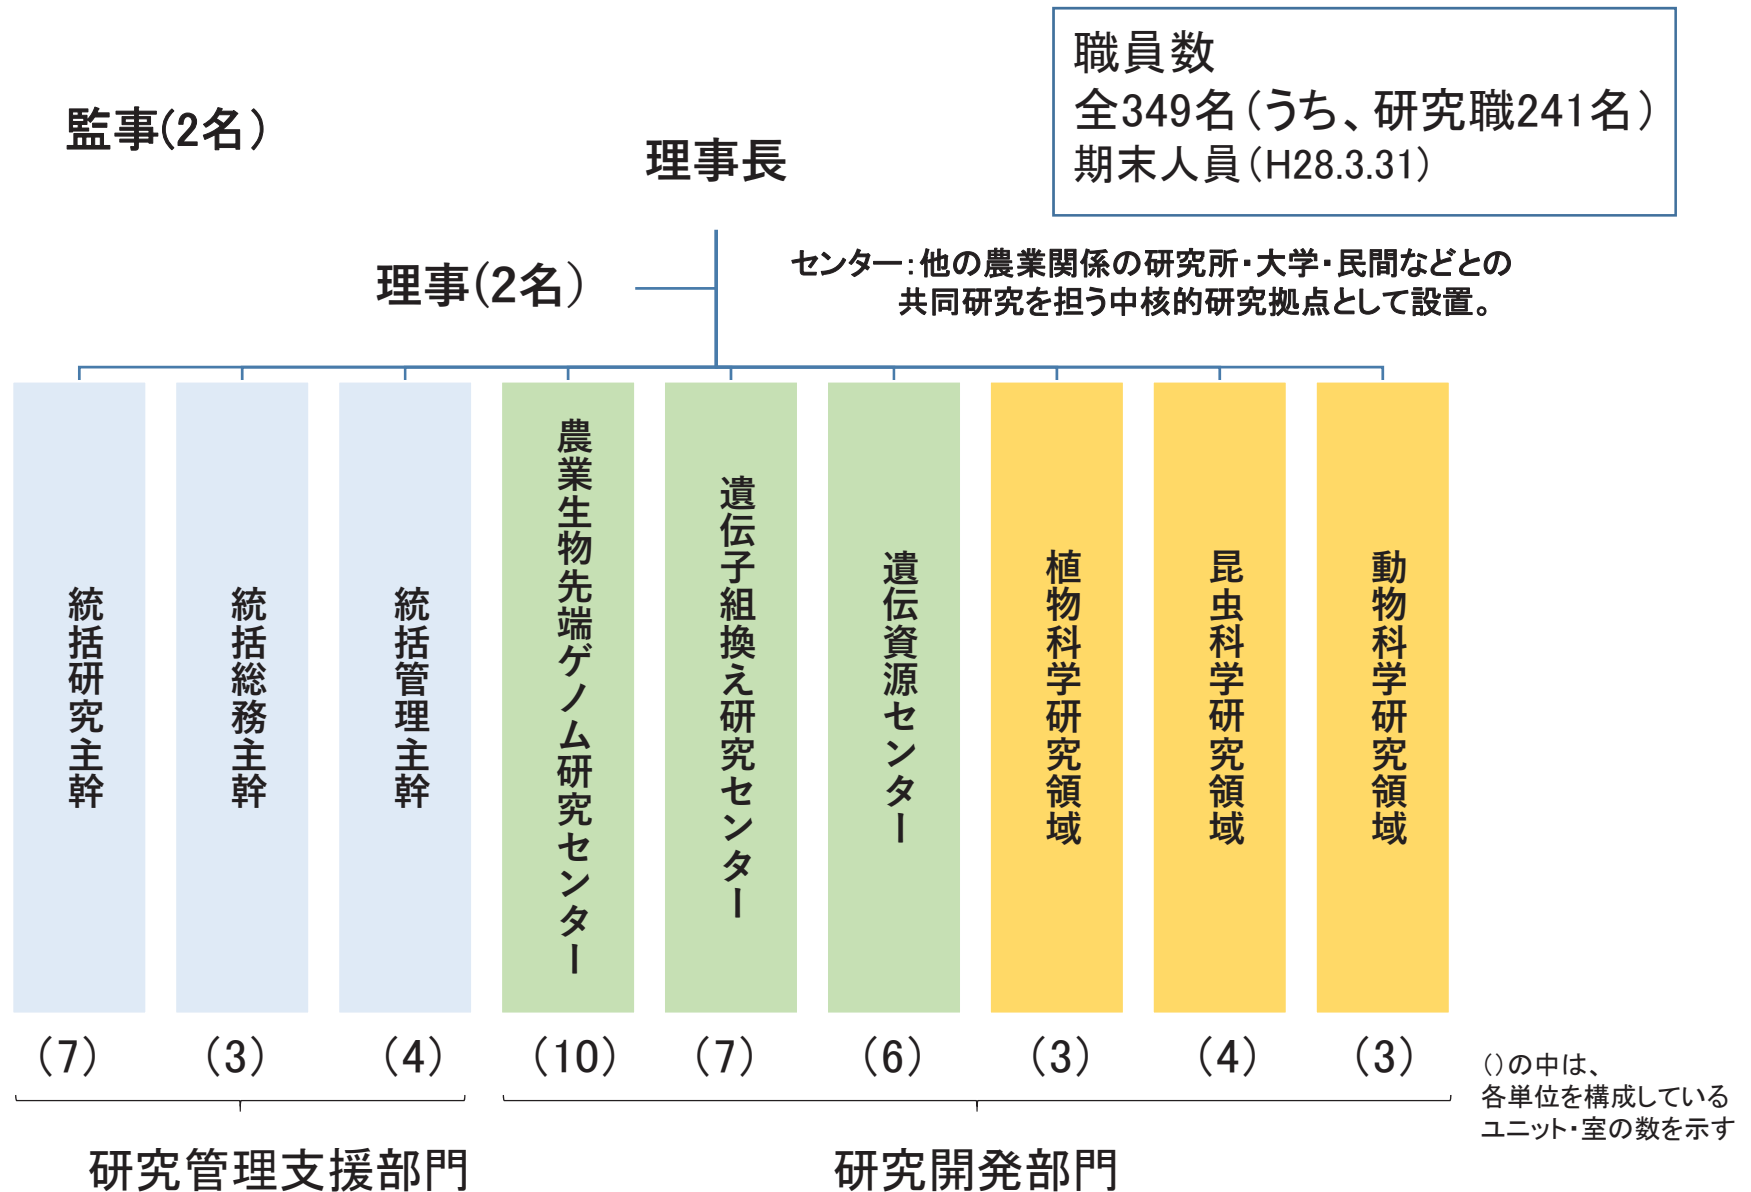 職員数
全349名（うち、研究職241名）
期末人員（H28.3.31）
監事(2名）
理事長
理事(2名）
センター：他の農業関係の研究所・大学・民間などとの
共同研究を担う中核的研究拠点として設置。
統括研究主幹
統括総務主幹
統括管理主幹
農業生物先端ゲノム研究センター
遺伝子組換え研究センター
遺伝資源センター
植物科学研究領域
昆虫科学研究領域
動物科学研究領域
（7）
（3）
（4）
（10）
（7）
（6）
（3）
（4）
（3）
（）の中は、
各単位を構成している
ユニット・室の数を示す
研究管理支援部門
研究開発部門